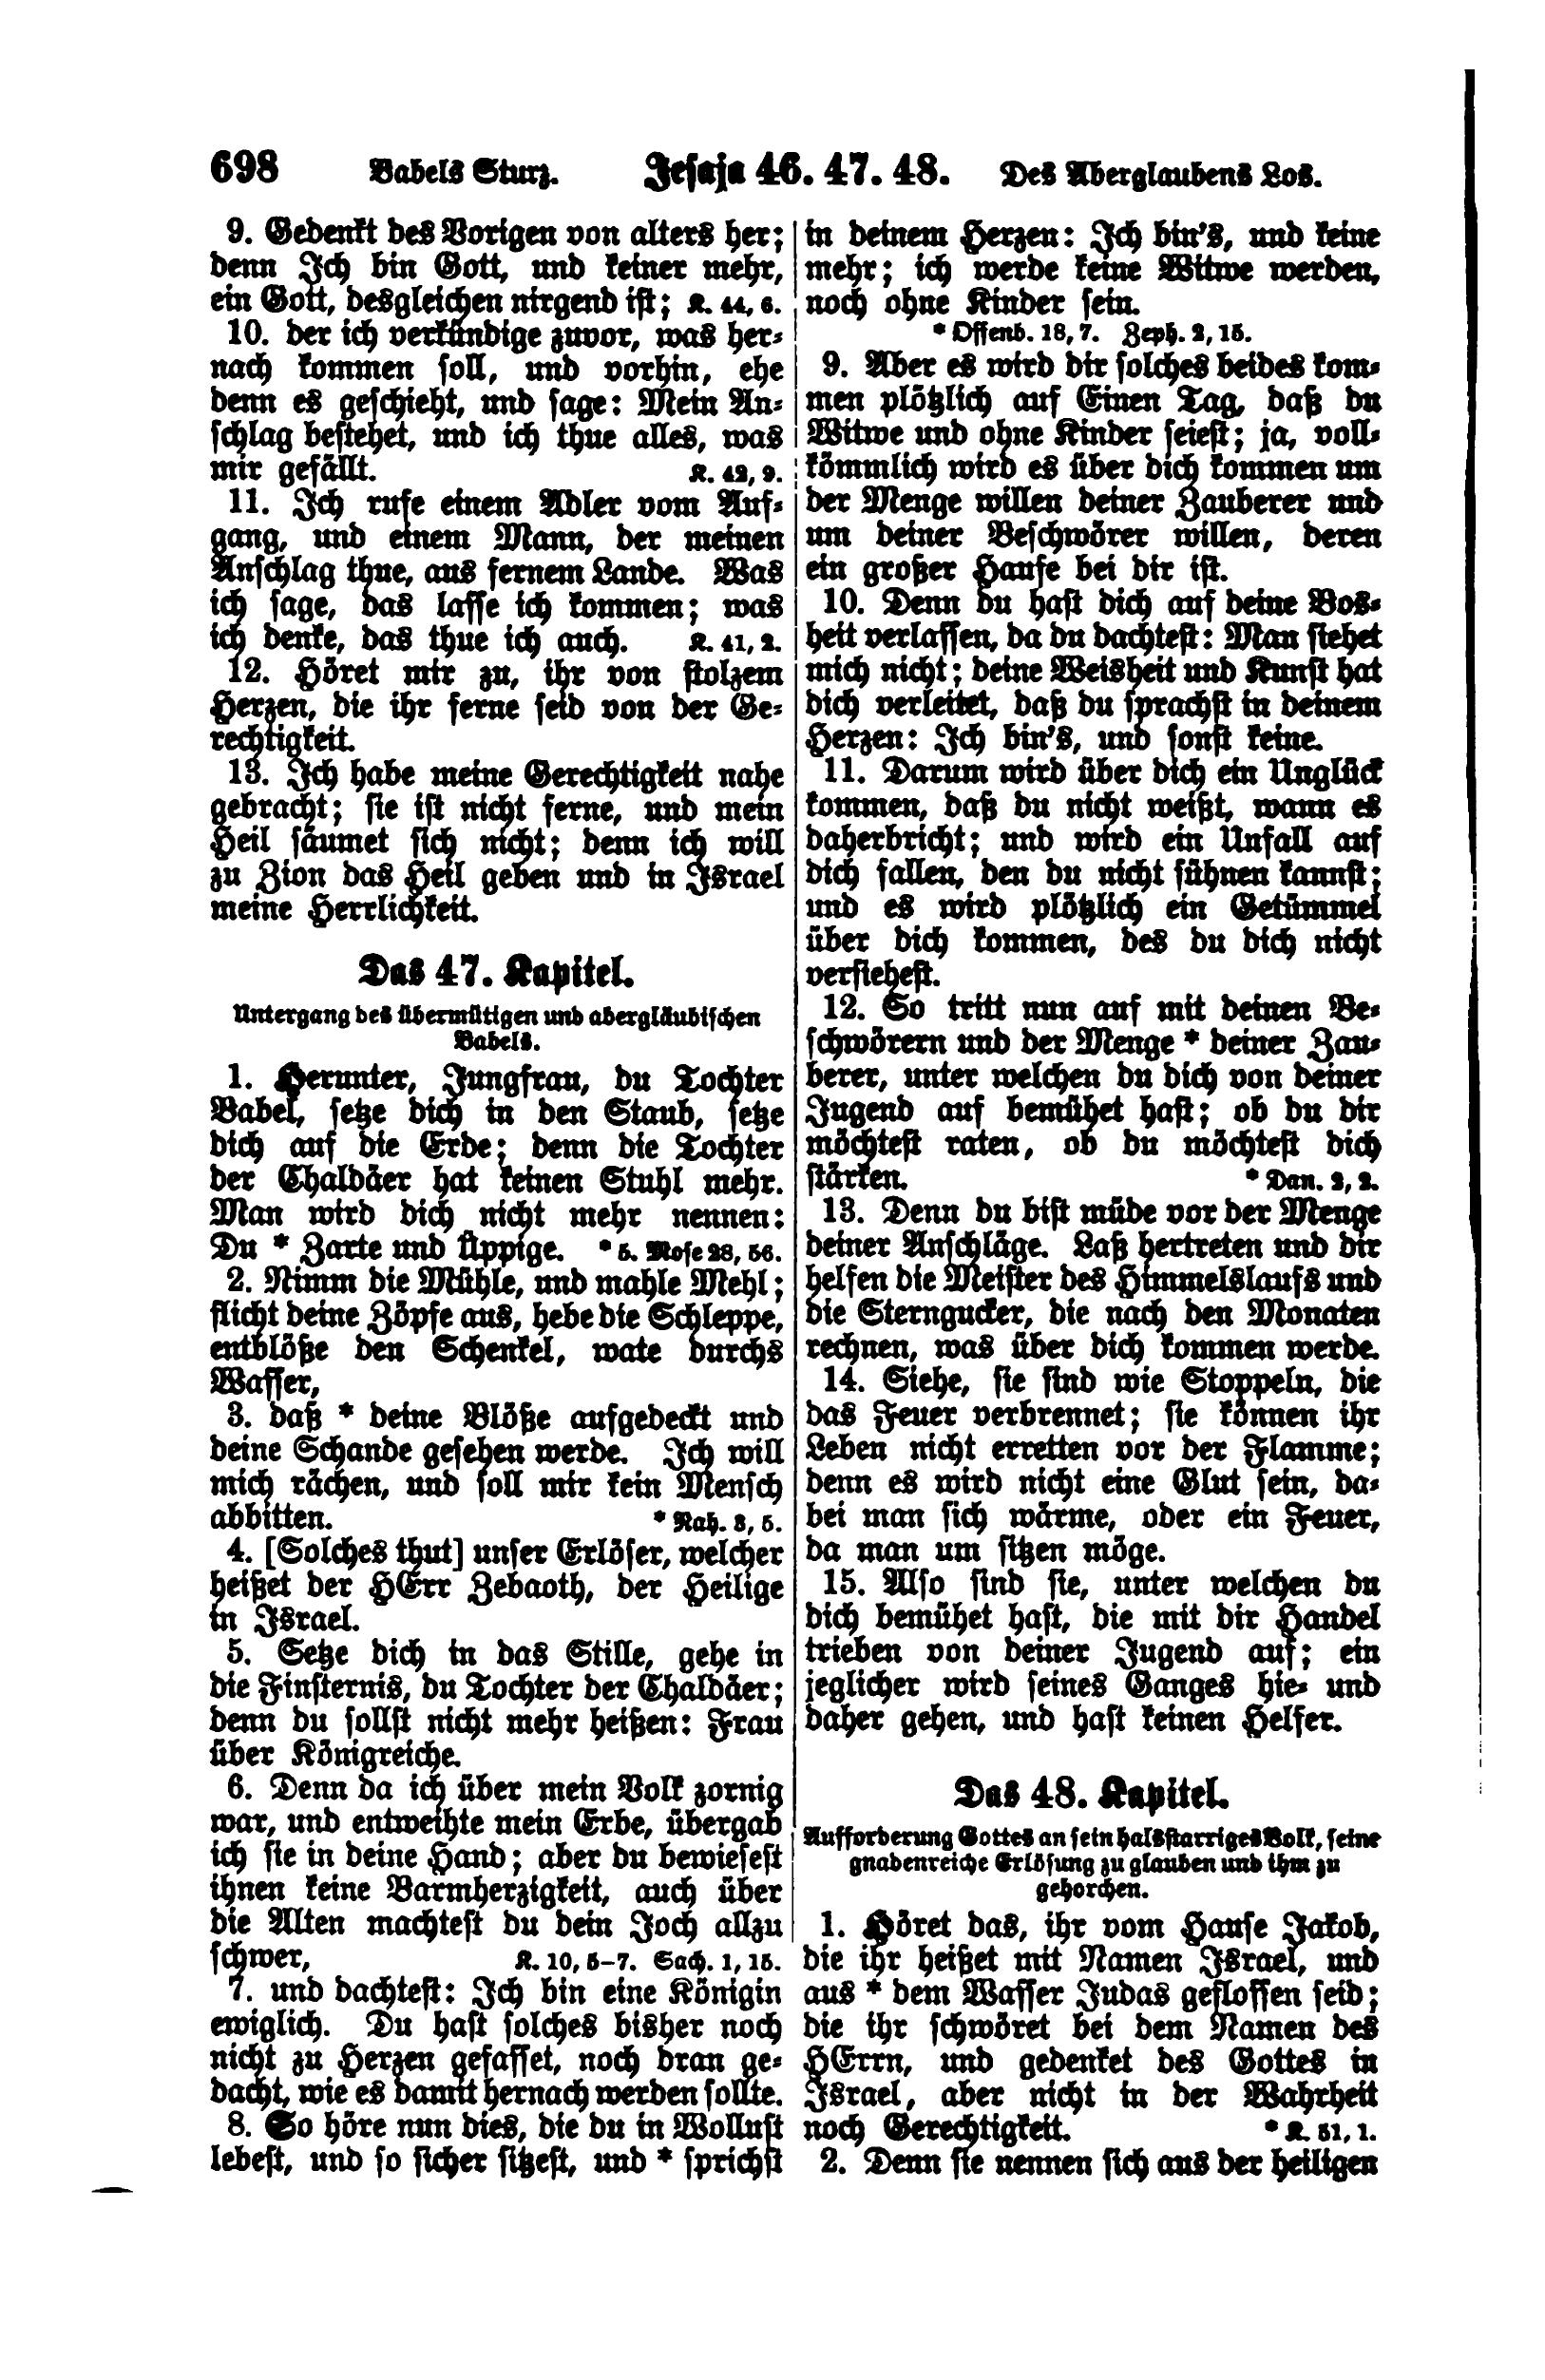 698 Babels Sturz. Jesaja 46. 47. 48. Des Aberglaubens Los.
9. Gedenkt des Vorigen von alters her;
denn Ich bin Gott, und keiner mehr,
ein Gott, desgleichen nirgend ist; K. 44, 6.
10. der ich verkündige zuvor, was her-
nach kommen soll, und vorhin, ehe
denn es geschieht, und sage: Mein An-
schlag bestehet, und ich thue alles, was
mir gefällt. K. 42, 9.
11. Ich rufe einem Adler vom Auf-
gang, und einem Mann, der meinen
Anschlag thue, aus fernem Lande. Was
ich sage, das lasse ich kommen; was
ich denke, das thue ich auch. K. 41, 2.
12. Höret mir zu, ihr von stolzem
Herzen, die ihr ferne seid von der Ge-
rechtigkeit.
13. Ich habe meine Gerechtigkeit nahe
gebracht; sie ist nicht ferne, und mein
Heil säumet sich nicht; denn ich will
zu Zion das Heil geben und in Israel
meine Herrlichkeit.
Das 47. Kapitel.
Untergang des übermütigen und abergläubischen
Babels.
1. Herunter, Jungfrau, du Tochter
Babel, setze dich in den Staub, setze
dich auf die Erde; denn die Tochter
der Chaldäer hat keinen Stuhl mehr.
Man wird dich nicht mehr nennen:
Du * Zarte und Üppige. * 5. Mose 28, 56.
2. Nimm die Mühle, und mahle Mehl;
flicht deine Zöpfe aus, hebe die Schleppe,
entblöße den Schenkel, wate durchs
Wasser,
3. daß * deine Blöße aufgedeckt und
deine Schande gesehen werde. Ich will
mich rächen, und soll mir kein Mensch
abbitten. * Nah. 3, 5.
4. [Solches thut] unser Erlöser, welcher
heißet der HErr Zebaoth, der Heilige
in Israel.
5. Setze dich in das Stille, gehe in
die Finsternis, du Tochter der Chaldäer;
denn du sollst nicht mehr heißen: Frau
über Königreiche.
6. Denn da ich über mein Volk zornig
war, und entweihte mein Erbe, übergab
ich sie in deine Hand; aber du bewiesest
ihnen keine Barmherzigkeit, auch über
die Alten machtest du dein Joch allzu
schwer, K. 10, 5-7. Sach. 1, 15.
7. und dachtest: Ich bin eine Königin
ewiglich. Du hast solches bisher noch
nicht zu Herzen gefasset, noch dran ge-
dacht, wie es damit hernach werden sollte.
8. So höre nun dies, die du in Wollust
lebest, und so sicher sitzest, und * sprichst
in deinem Herzen: Ich bin's, und keine
mehr; ich werde keine Witwe werden,
noch ohne Kinder sein.
* Offenb. 18, 7. Zeph. 2, 15.
9. Aber es wird dir solches beides kom-
men plötzlich auf Einen Tag, daß du
Witwe und ohne Kinder seiest; ja, voll-
kömmlich wird es über dich kommen um
der Menge willen deiner Zauberer und
um deiner Beschwörer willen, deren
ein großer Haufe bei dir ist.
10. Denn du hast dich auf deine Bos-
heit verlassen, da du dachtest: Man siehet
mich nicht; deine Weisheit und Kunst hat
dich verleitet, daß du sprachst in deinem
Herzen: Ich bin's, und sonst keine.
11. Darum wird über dich ein Unglück
kommen, daß du nicht weißt, wann es
daherbricht; und wird ein Unfall auf
dich fallen, den du nicht sühnen kannst;
und es wird plötzlich ein Getümmel
über dich kommen, des du dich nicht
versiehest.
12. So tritt nun auf mit deinen Be-
schwörern und der Menge * deiner Zau-
berer, unter welchen du dich von deiner
Jugend auf bemühet hast; ob du dir
möchtest raten, ob du möchtest dich
stärken. * Dan. 2, 2.
13. Denn du bist müde vor der Menge
deiner Anschläge. Laß hertreten und dir
helfen die Meister des Himmelslaufs und
die Sterngucker, die nach den Monaten
rechnen, was über dich kommen werde.
14. Siehe, sie sind wie Stoppeln, die
das Feuer verbrennet; sie können ihr
Leben nicht erretten vor der Flamme;
denn es wird nicht eine Glut sein, da-
bei man sich wärme, oder ein Feuer,
da man um sitzen möge.
15. Also sind sie, unter welchen du
dich bemühet hast, die mit dir Handel
trieben von deiner Jugend auf; ein
jeglicher wird seines Ganges hie- und
daher gehen, und hast keinen Helfer.
Das 48. Kapitel.
Aufforderung Gottes an sein halsstarriges Volk, seine
gnadenreiche Erlösung zu glauben und ihm zu
gehorchen.
1. Höret das, ihr vom Hause Jakob,
die ihr heißet mit Namen Israel, und
aus * dem Wasser Judas geflossen seid;
die ihr schwöret bei dem Namen des
HErrn, und gedenket des Gottes in
Israel, aber nicht in der Wahrheit
noch Gerechtigkeit. * K. 51, 1.
2. Denn sie nennen sich aus der heiligen